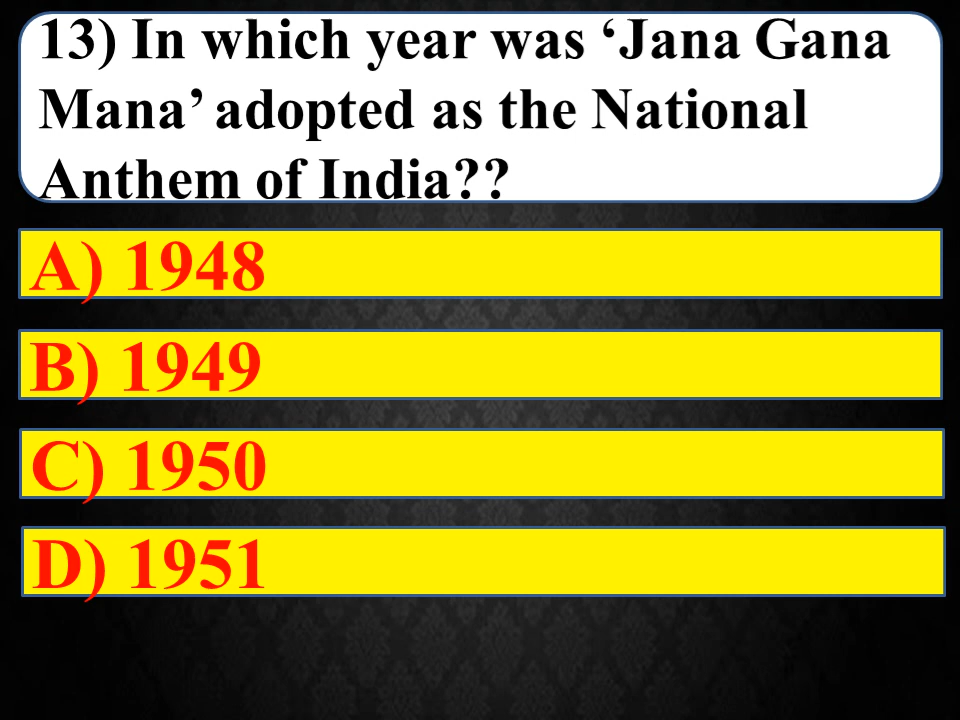 13) In which year was ‘Jana Gana
Mana’ adopted as the National
Anthem of India??
A) 1948
B) 1949
C) 1950
D) 1951